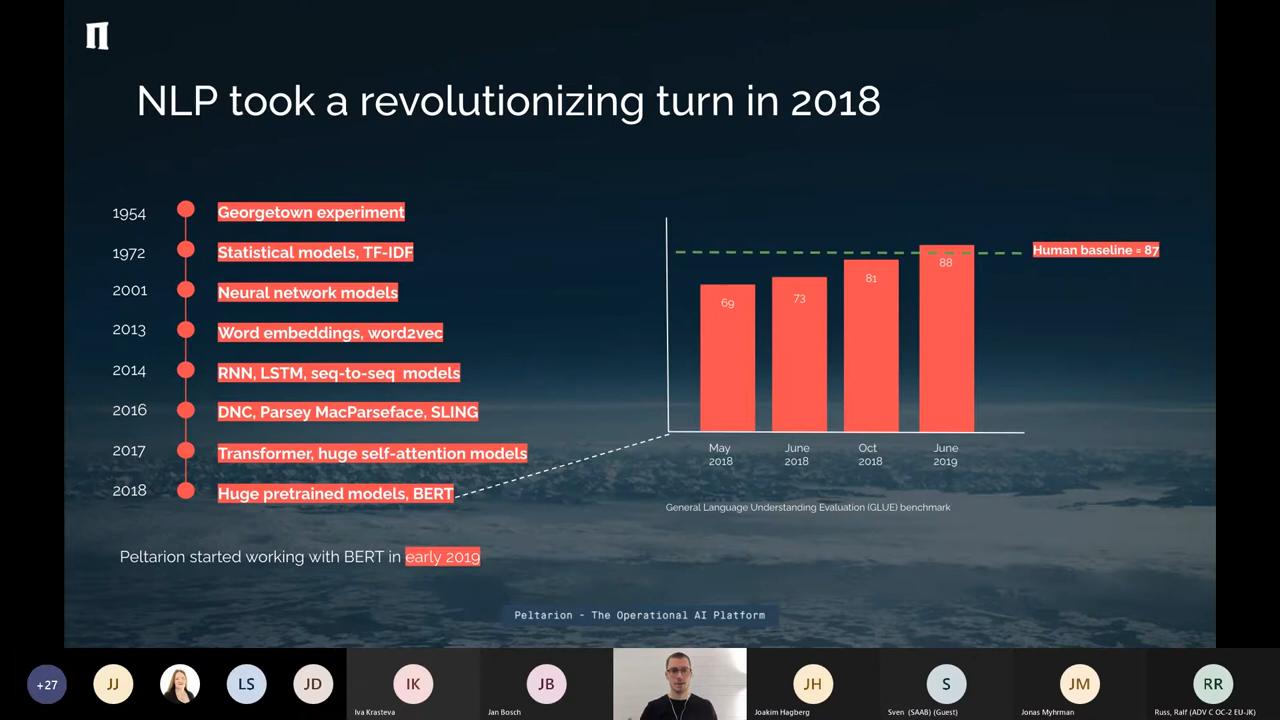 NLP took a revolutionizing turn in 2018
1954 Georgetown experiment
1972 Statistical models, TF-IDF
2001 Neural network models
2013 Word embeddings, word2vec
2014 RNN, LSTM, seq-to-seq models
2016 DNC, Parsey MacParseface, SLING
2017 Transformer, huge self-attention models
2018 Huge pretrained models, BERT
Peltarion started working with BERT in early 2019
Human baseline = 87
69 73 81 88
May 2018
June 2018
Oct 2018
June 2019
General Language Understanding Evaluation (GLUE) benchmark
Peltarion - The Operational AI Platform
+27 JJ LS JD IK JB JH S JM RR
Iva Krasteva
Jan Bosch
Joakim Hagberg
Sven (SAAB) (Guest)
Jonas Myhrman
Russ, Ralf (ADV C OC-2 EU-JK)